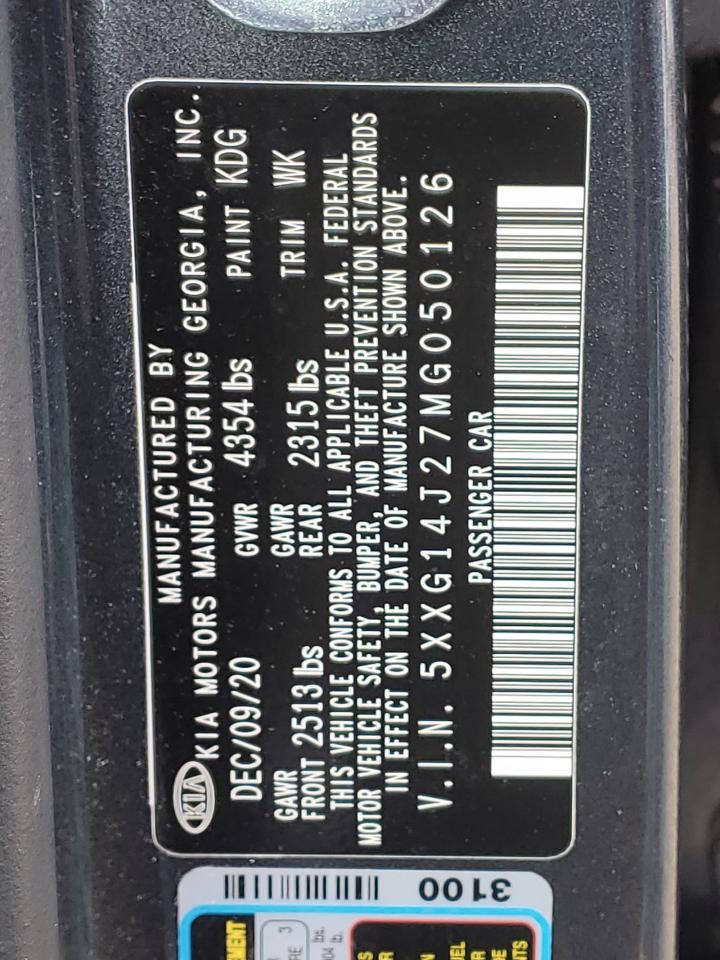 MANUFACTURED BY
KIA KIA MOTORS MANUFACTURING GEORGIA, INC.
DEC/09/20 GVWR 4354 lbs PAINT KDG
GAWR FRONT 2513 lbs GAWR REAR 2315 lbs TRIM WK
THIS VEHICLE CONFORMS TO ALL APPLICABLE U.S.A. FEDERAL
MOTOR VEHICLE SAFETY, BUMPER, AND THEFT PREVENTION STANDARDS
IN EFFECT ON THE DATE OF MANUFACTURE SHOWN ABOVE.
V.I.N. 5XXG14J27MG050126
PASSENGER CAR
3100